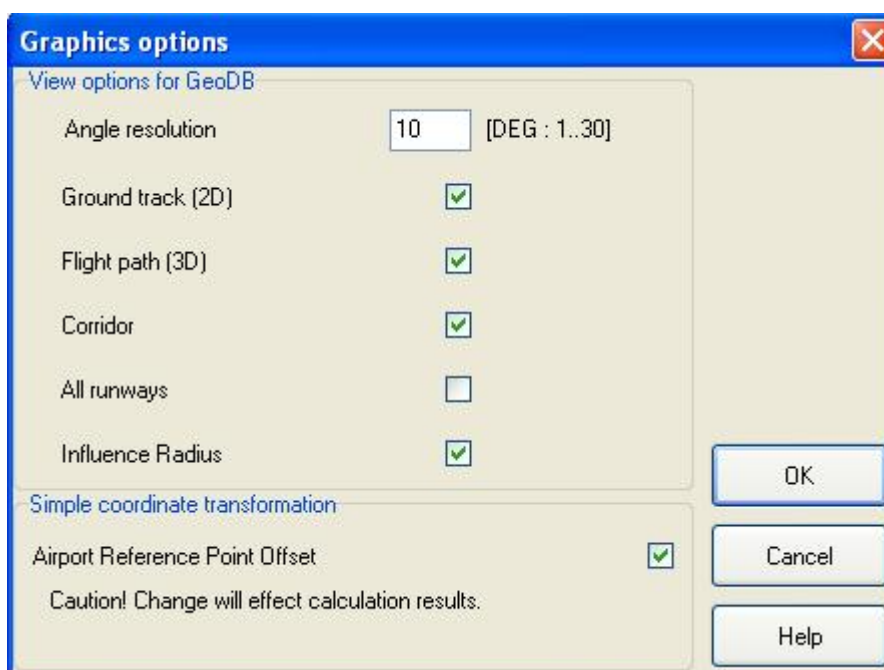 Graphics options
View options for GeoDB
Angle resolution 10 [DEG : 1..30]
Ground track (2D)
Flight path (3D)
Corridor
All runways
Influence Radius
OK
Simple coordinate transformation
Airport Reference Point Offset
Cancel
Caution! Change will effect calculation results.
Help